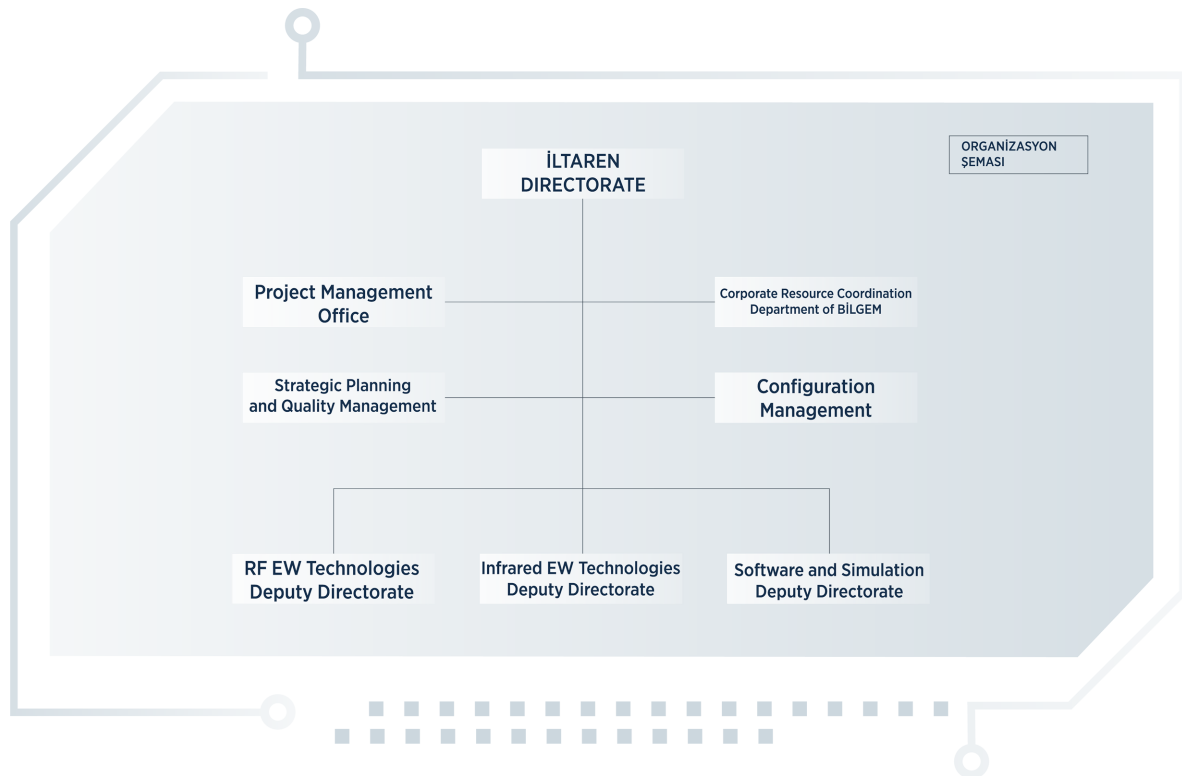 İLTAREN
DIRECTORATE
ORGANİZASYON
ŞEMASI
Project Management
Office
Corporate Resource Coordination
Department of BİLGEM
Strategic Planning
and Quality Management
Configuration
Management
RF EW Technologies
Deputy Directorate
Infrared EW Technologies
Deputy Directorate
Software and Simulation
Deputy Directorate